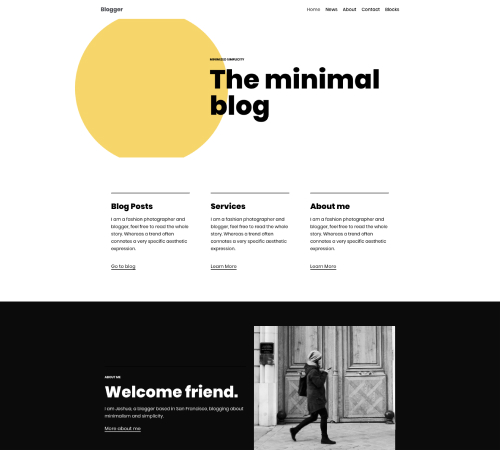 Blogger
Home News About Contact Blocks
MINIMIZED SIMPLICITY
The minimal
blog
Blog Posts
I am a fashion photographer and
blogger, feel free to read the whole
story. Whereas a trend often
connotes a very specific aesthetic
expression.
Go to blog
Services
I am a fashion photographer and
blogger, feel free to read the whole
story. Whereas a trend often
connotes a very specific aesthetic
expression.
Learn More
About me
I am a fashion photographer and
blogger, feel free to read the whole
story. Whereas a trend often
connotes a very specific aesthetic
expression.
Learn More
ABOUT ME
Welcome friend.
I am Joshua, a blogger based in San Francisco, blogging about
minimalism and simplicity.
More about me